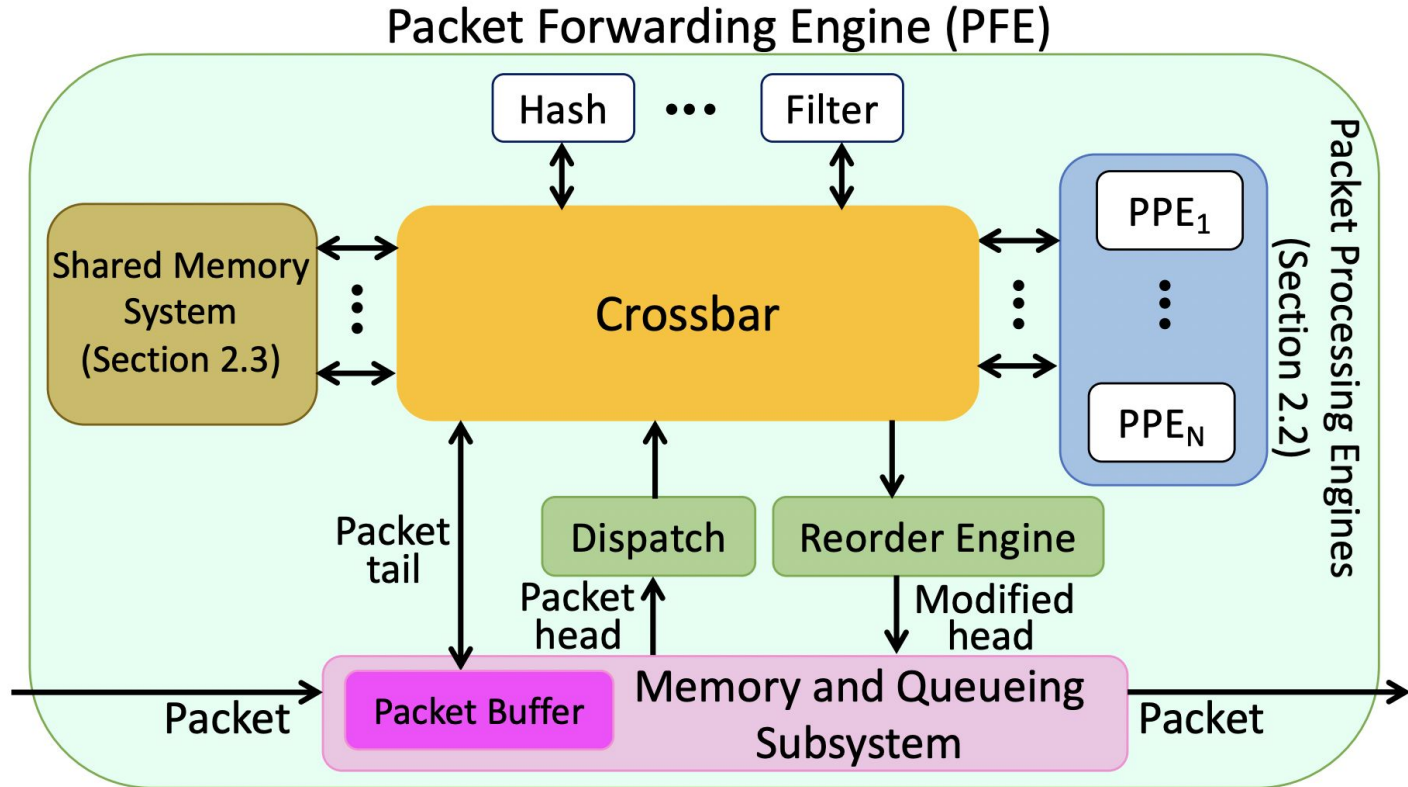 Packet Forwarding Engine (PFE)
Hash
Filter
Shared Memory
System
(Section 2.3)
Crossbar
PPE1
PPEN
Packet Processing Engines
(Section 2.2)
Packet
tail
Dispatch
Reorder Engine
Packet
head
Modified
head
Packet
Packet Buffer
Memory and Queueing
Subsystem
Packet